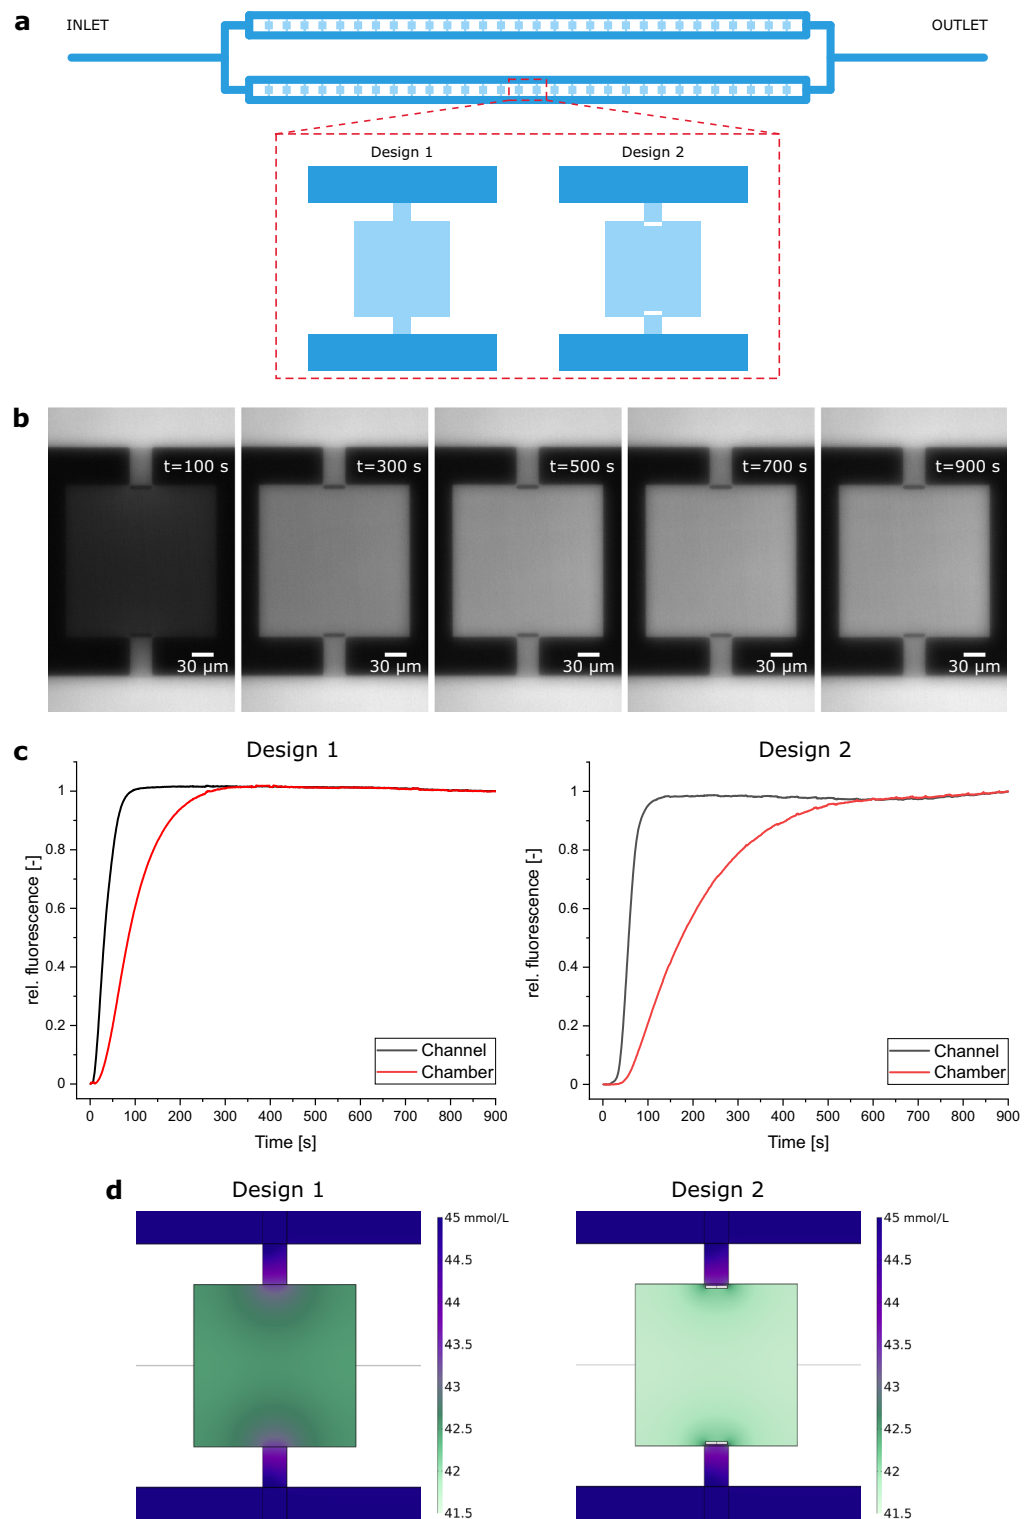 a
INLET
OUTLET
Design 1
Design 2
b
t=100 s
t=300 s
t=500 s
t=700 s
t=900 s
30 µm
30 µm
30 µm
30 µm
30 µm
c
Design 1
rel. fluorescence [-]
1
0.8
0.6
0.4
0.2
0
Channel
Chamber
0
100
200
300
400
500
600
700
800
900
Time [s]
Design 2
rel. fluorescence [-]
1
0.8
0.6
0.4
0.2
0
Channel
Chamber
0
100
200
300
400
500
600
700
800
900
Time [s]
d
Design 1
45 mmol/L
44.5
44
43.5
43
42.5
42
41.5
Design 2
45 mmol/L
44.5
44
43.5
43
42.5
42
41.5